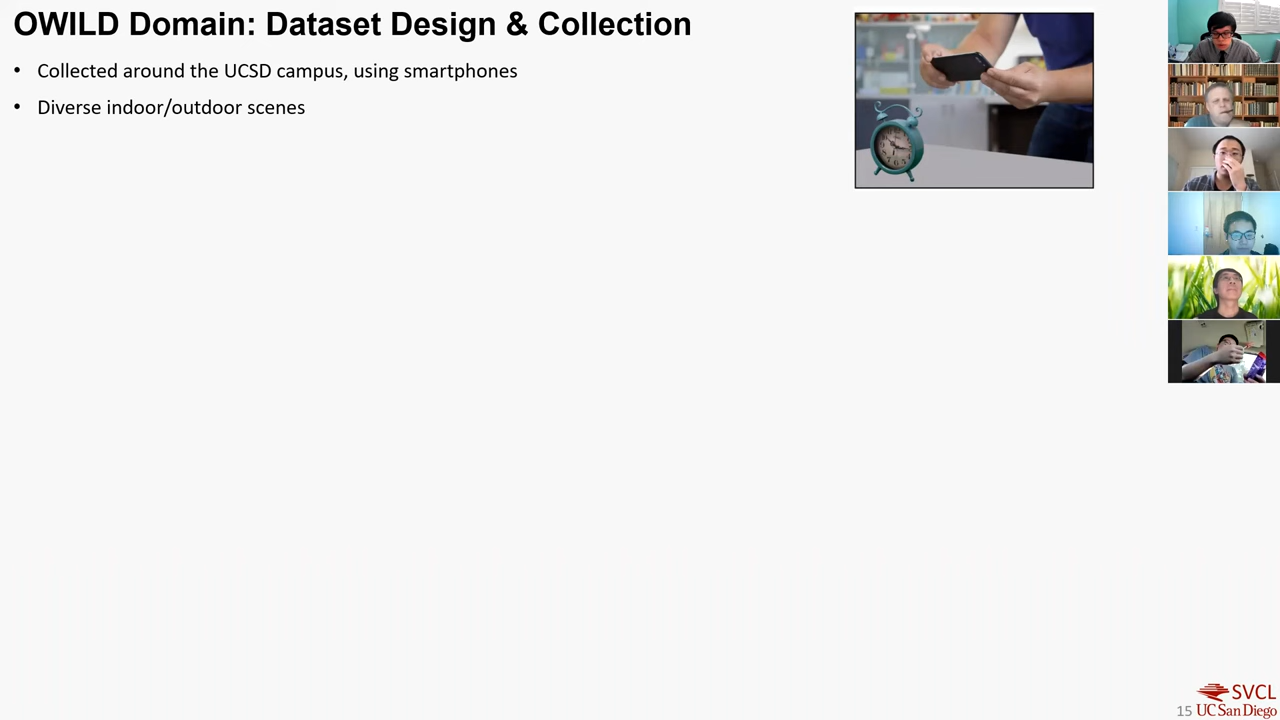 OWILD Domain: Dataset Design & Collection
• Collected around the UCSD campus, using smartphones
• Diverse indoor/outdoor scenes
SVCL
15 UC San Diego